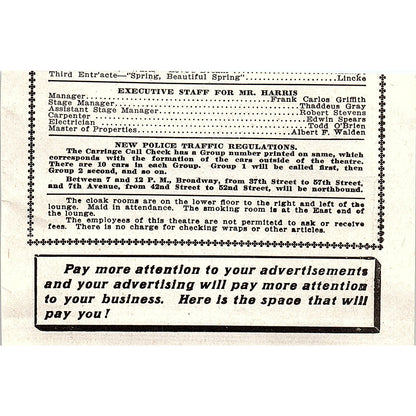 Third Entr'acte—"Spring, Beautiful Spring"..................Lincke
EXECUTIVE STAFF FOR MR. HARRIS
Manager..............................Frank Carlos Griffith
Stage Manager..............................Thaddeus Gray
Assistant Stage Manager..............................Robert Stevens
Carpenter..............................Edwin Spears
Electrician..............................Todd O'Brien
Master of Properties..............................Albert F. Walden
NEW POLICE TRAFFIC REGULATIONS.
The Carriage Call Check has a Group number printed on same, which
corresponds with the formation of the cars outside of the theatre.
There are 10 cars in each Group. Group 1 will be called first, then
Group 2 second, and so on.
Between 7 and 12 P. M., Broadway, from 37th Street to 57th Street,
and 7th Avenue, from 42nd Street to 52nd Street, will be northbound.
The cloak rooms are on the lower floor to the right and left of the
lounge. Maid in attendance. The smoking room is at the East end of
the lounge.
The employees of this theatre are not permitted to ask or receive
fees. There is no charge for checking wraps or other articles.
Pay more attention to your advertisements
and your advertising will pay more attention
to your business. Here is the space that will
pay you!